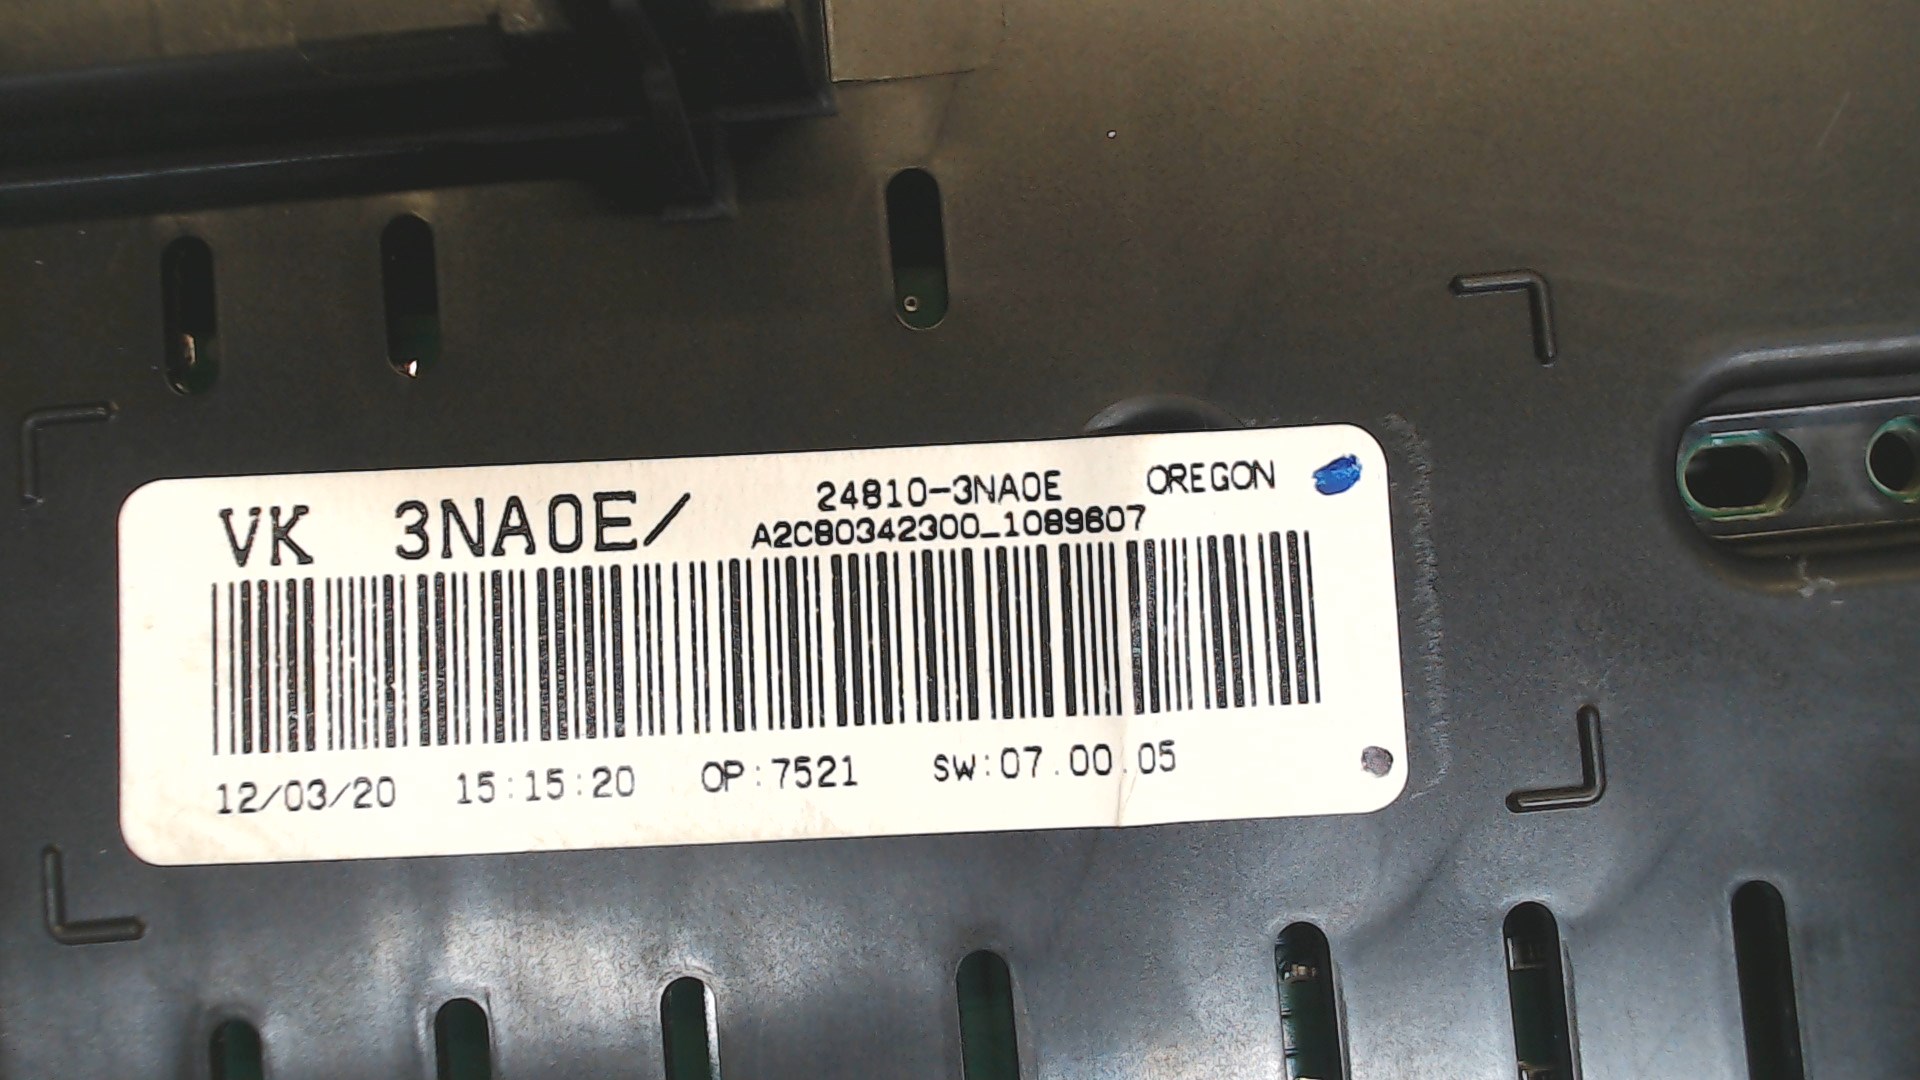 VK 3NA0E/
24810-3NA0E OREGON
A2C80342300_1089607
12/03/20 15:15:20 OP:7521 SW:07.00.05